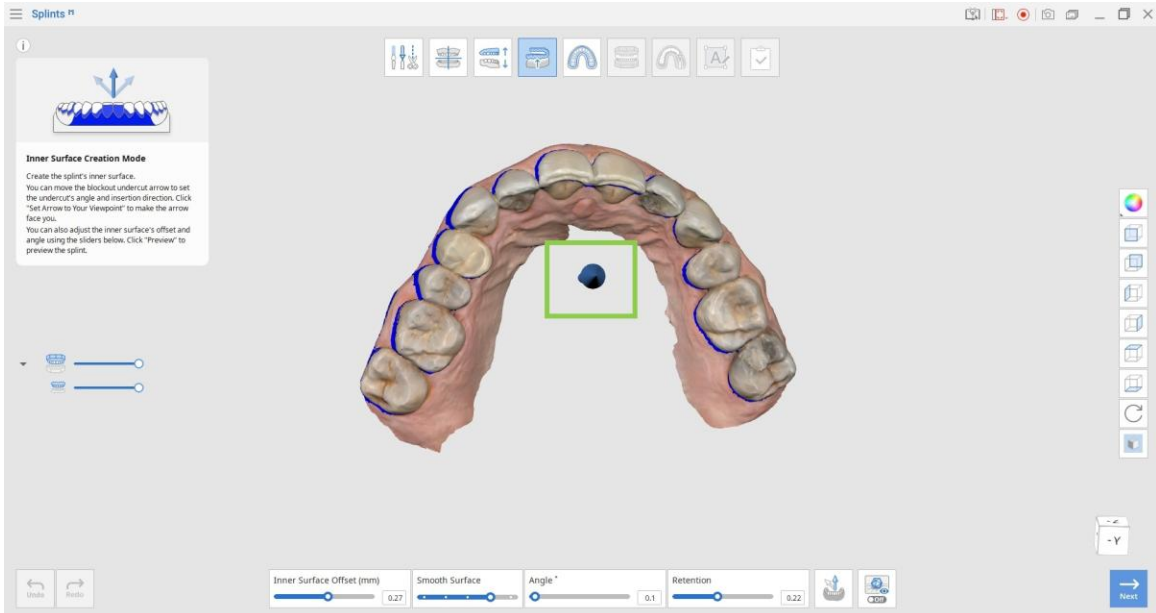 Splints
Inner Surface Creation Mode
Create the splint's inner surface.
You can move the blockout undercut arrow to set
the undercut's angle and insertion direction. Click
"Set Arrow to Your Viewpoint" to make the arrow
face you.
You can also adjust the inner surface's offset and
angle using the sliders below. Click "Preview" to
preview the splint.
- Z
- Y
Undo
Redo
Inner Surface Offset (mm)
0.27
Smooth Surface
Angle °
0.1
Retention
0.22
Off
Next